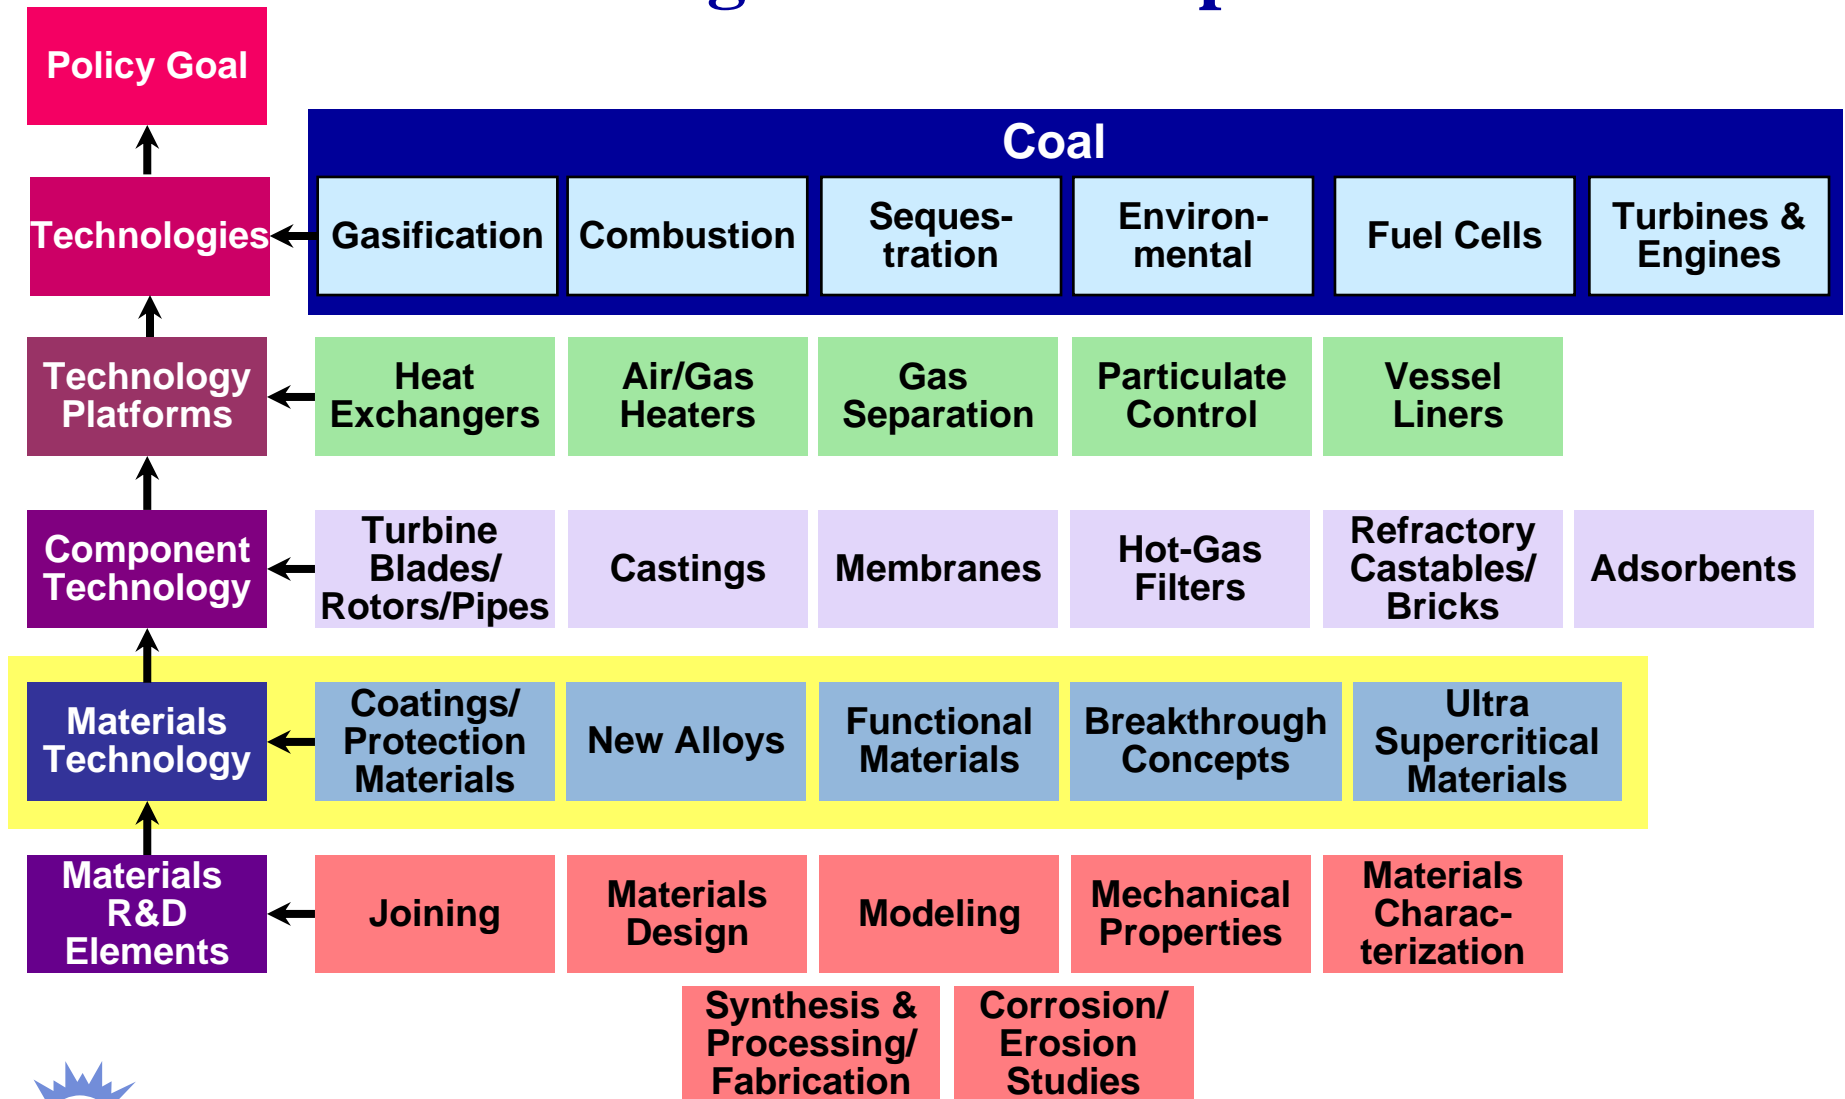 Policy Goal
Coal
Technologies
Gasification
Combustion
Seques-
tration
Environ-
mental
Fuel Cells
Turbines &
Engines
Technology
Platforms
Heat
Exchangers
Air/Gas
Heaters
Gas
Separation
Particulate
Control
Vessel
Liners
Component
Technology
Turbine
Blades/
Rotors/Pipes
Castings
Membranes
Hot-Gas
Filters
Refractory
Castables/
Bricks
Adsorbents
Materials
Technology
Coatings/
Protection
Materials
New Alloys
Functional
Materials
Breakthrough
Concepts
Ultra
Supercritical
Materials
Materials
R&D
Elements
Joining
Materials
Design
Modeling
Mechanical
Properties
Materials
Charac-
terization
Synthesis &
Processing/
Fabrication
Corrosion/
Erosion
Studies